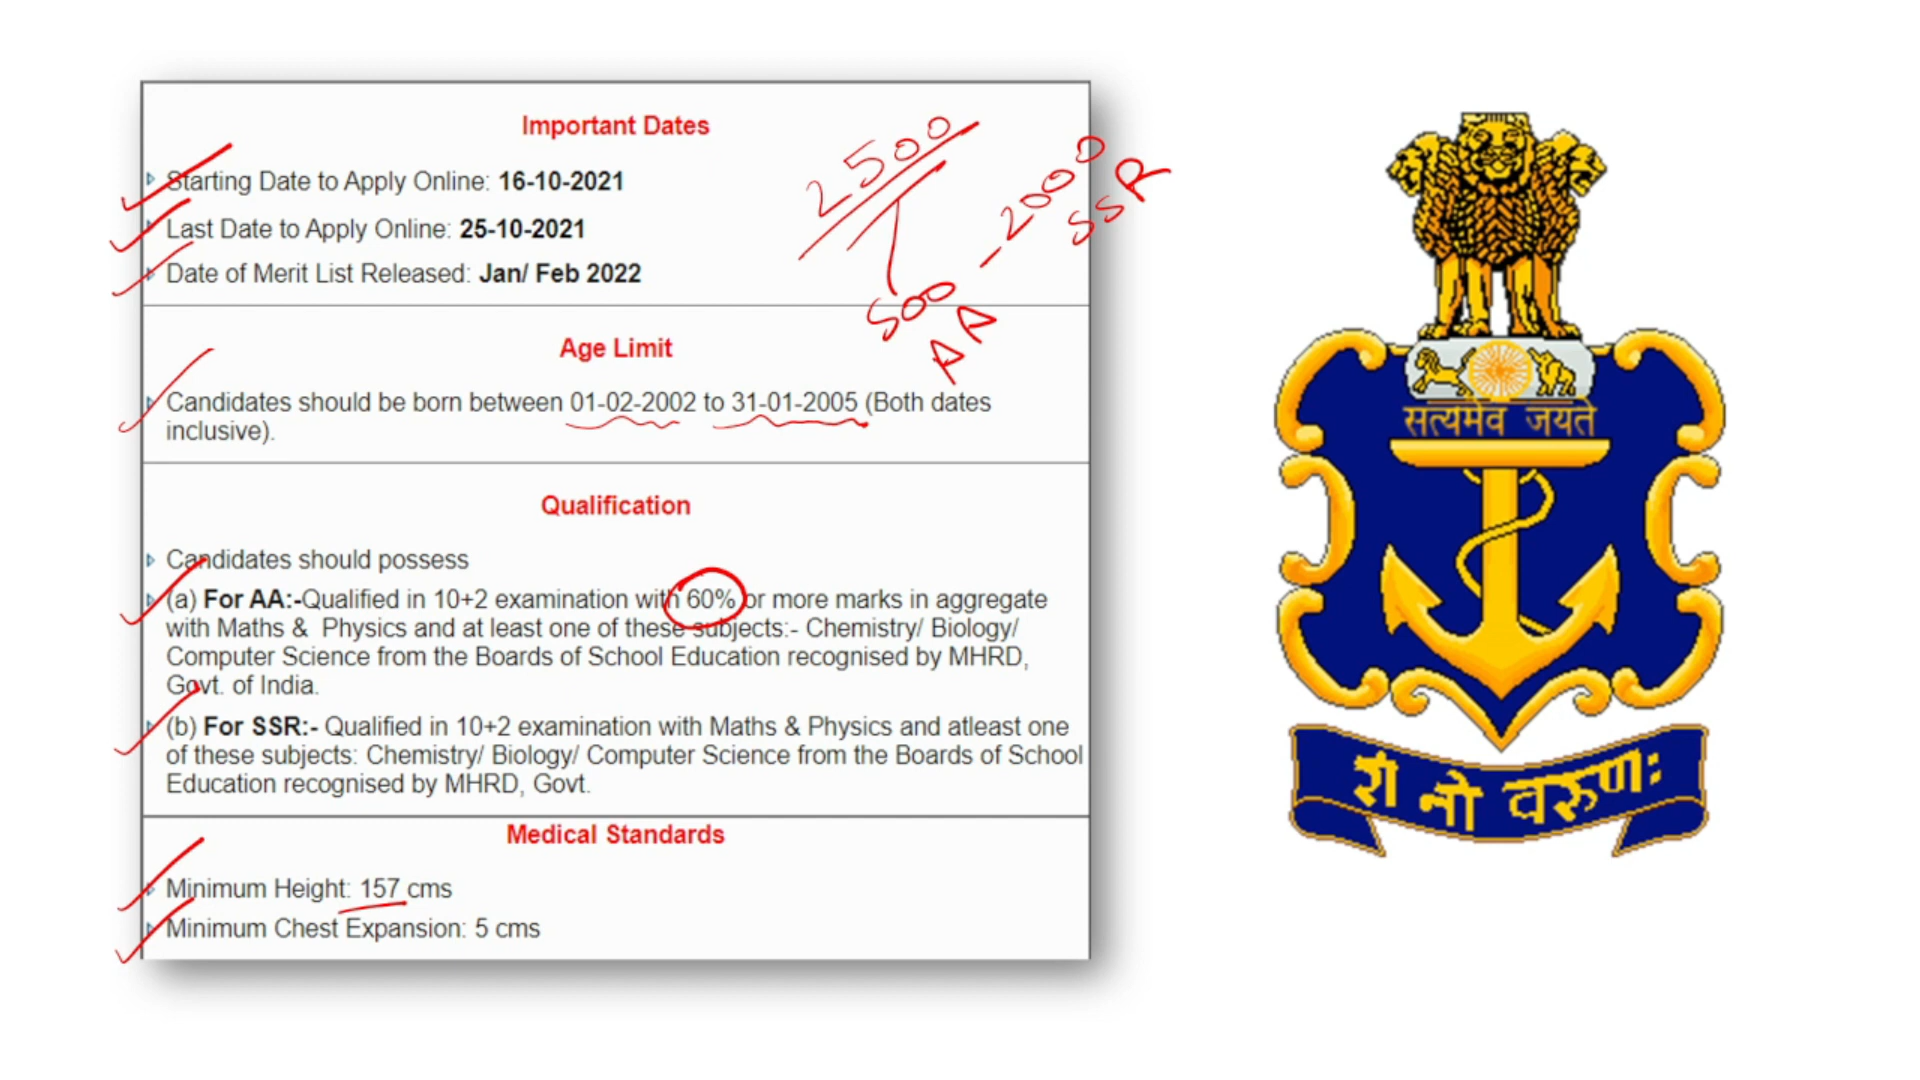 Important Dates
Starting Date to Apply Online: 16-10-2021
Last Date to Apply Online: 25-10-2021
Date of Merit List Released: Jan/ Feb 2022
2500
-2000
SSR
500
AA
Age Limit
Candidates should be born between 01-02-2002 to 31-01-2005 (Both dates
inclusive).
Qualification
Candidates should possess
(a) For AA:-Qualified in 10+2 examination with 60% or more marks in aggregate
with Maths & Physics and at least one of these subjects:- Chemistry/ Biology/
Computer Science from the Boards of School Education recognised by MHRD,
Govt. of India.
(b) For SSR:- Qualified in 10+2 examination with Maths & Physics and atleast one
of these subjects: Chemistry/ Biology/ Computer Science from the Boards of School
Education recognised by MHRD, Govt.
Medical Standards
Minimum Height: 157 cms
Minimum Chest Expansion: 5 cms
सत्यमेव जयते
शं नो वरुणः